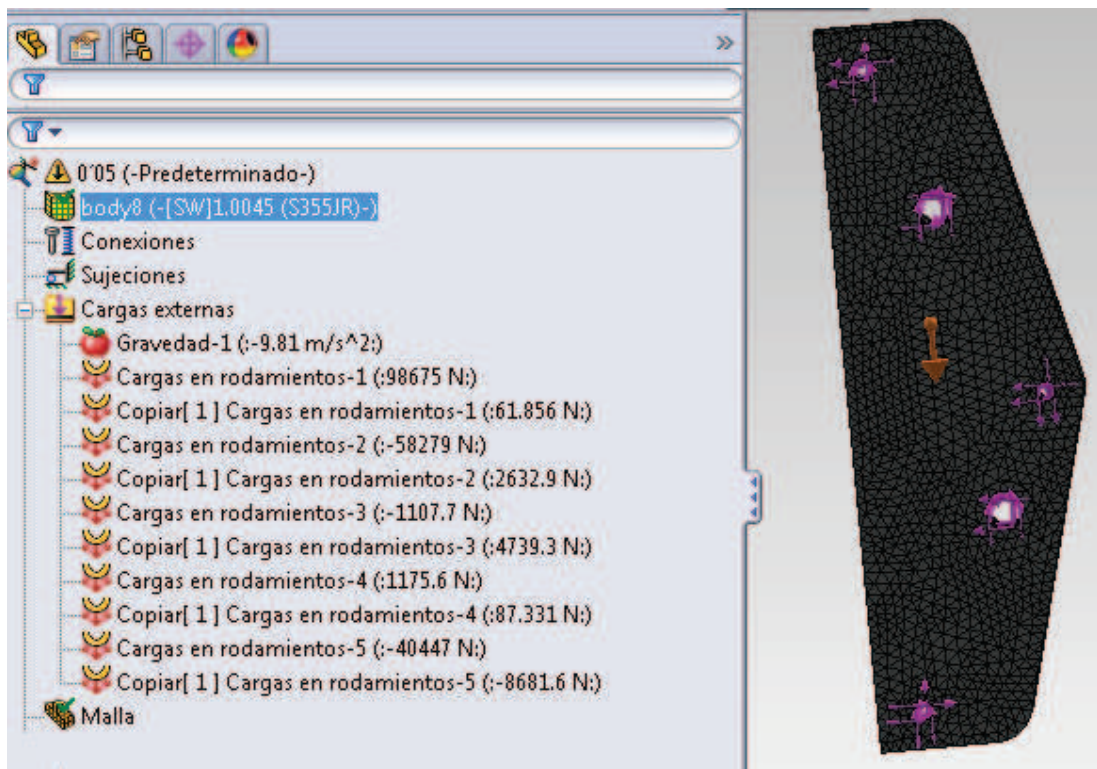 »
0'05 (-Predeterminado-)
body8 (-[SW]1.0045 (S355JR)-)
Conexiones
Sujeciones
Cargas externas
Gravedad-1 (:-9.81 m/s^2:)
Cargas en rodamientos-1 (:98675 N:)
Copiar[ 1 ] Cargas en rodamientos-1 (:61.856 N:)
Cargas en rodamientos-2 (:-58279 N:)
Copiar[ 1 ] Cargas en rodamientos-2 (:2632.9 N:)
Cargas en rodamientos-3 (:-1107.7 N:)
Copiar[ 1 ] Cargas en rodamientos-3 (:4739.3 N:)
Cargas en rodamientos-4 (:1175.6 N:)
Copiar[ 1 ] Cargas en rodamientos-4 (:87.331 N:)
Cargas en rodamientos-5 (:-40447 N:)
Copiar[ 1 ] Cargas en rodamientos-5 (:-8681.6 N:)
Malla